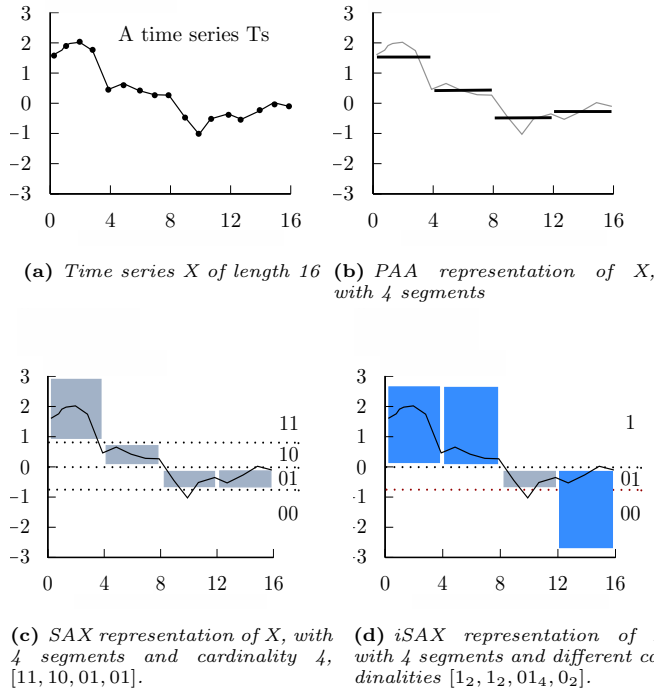 3
2
1
0
−1
−2
−3
A time series Ts
0 4 8 12 16
3
2
1
0
−1
−2
−3
0 4 8 12 16
(a) Time series X of length 16
(b) PAA representation of X,
with 4 segments
3
2
1
0
−1
−2
−3
11
10
01
00
0 4 8 12 16
3
2
1
0
-1
-2
-3
1
01
00
0 4 8 12 16
(c) SAX representation of X, with
4 segments and cardinality 4,
[11, 10, 01, 01].
(d) iSAX representation of
with 4 segments and different co
dinalities [1₂, 1₂, 01₄, 0₂].